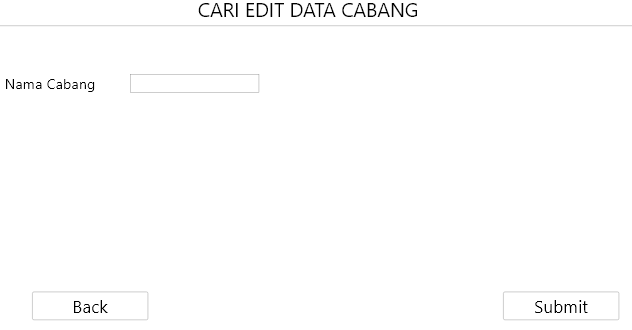 CARI EDIT DATA CABANG
Nama Cabang
Back Submit